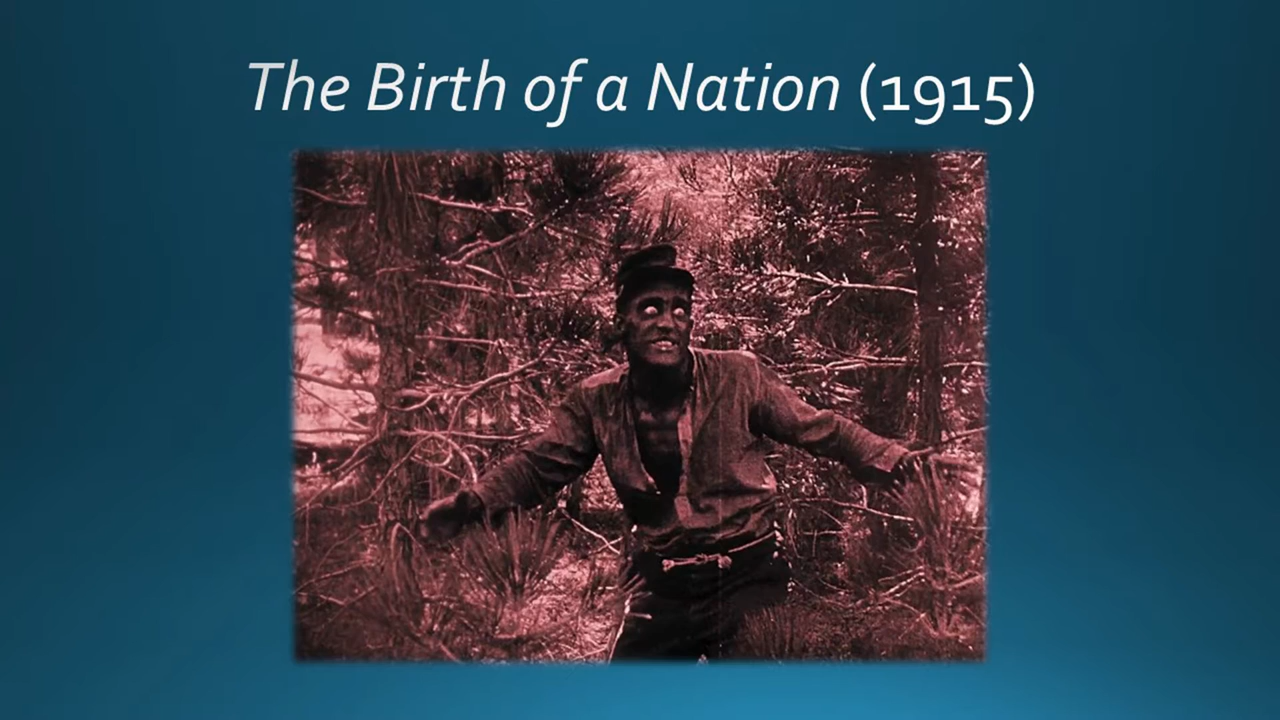 The Birth of a Nation (1915)